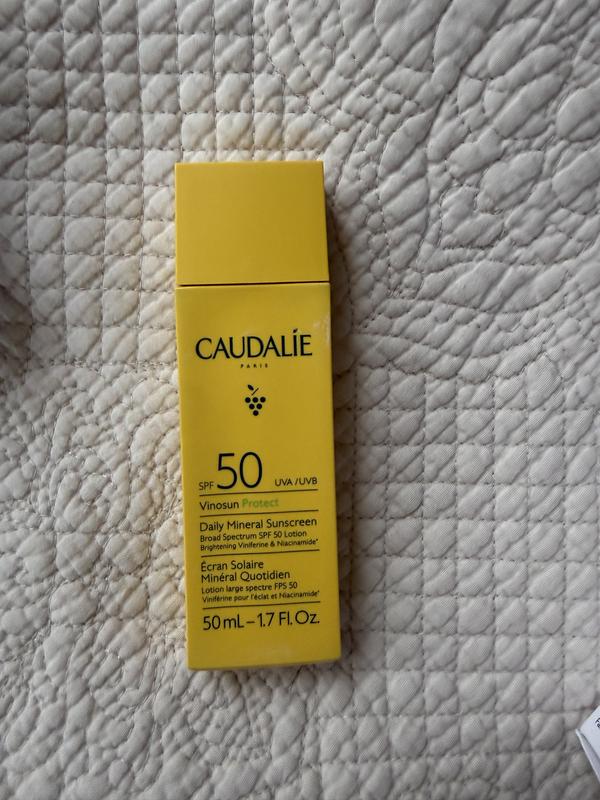 CAUDALÍE
PARIS
SPF 50 UVA/UVB
Vinosun Protect
Daily Mineral Sunscreen
Broad Spectrum SPF 50 Lotion
Brightening Viniferine & Niacinamide*
Écran Solaire
Minéral Quotidien
Lotion large spectre FPS 50
Viniférine pour l'éclat et Niacinamide*
50 mL – 1.7 Fl. Oz.